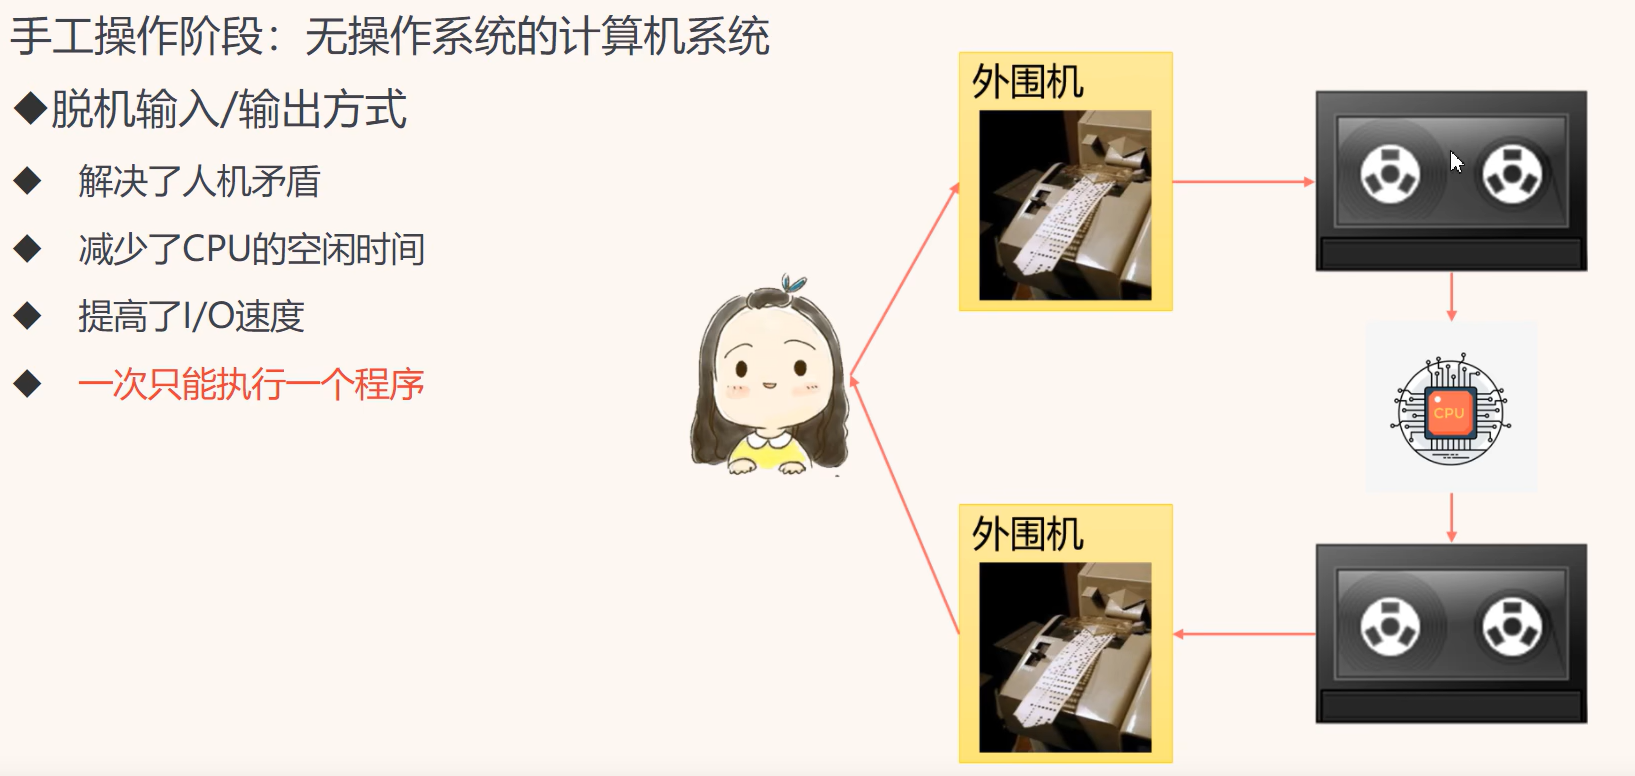 手工操作阶段：无操作系统的计算机系统
◆脱机输入/输出方式
◆ 解决了人机矛盾
◆ 减少了CPU的空闲时间
◆ 提高了I/O速度
◆ 一次只能执行一个程序
外围机
CPU
外围机